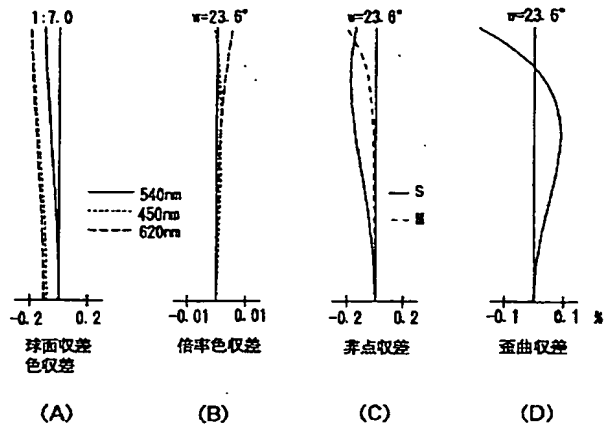 1:7.0
w=23.6°
w=23.6°
w=23.6°
540nm
450nm
620nm
S
M
-0.2 0.2
-0.01 0.01
-0.2 0.2
-0.1 0.1 %
球面収差
色収差
倍率色収差
非点収差
歪曲収差
(A)
(B)
(C)
(D)